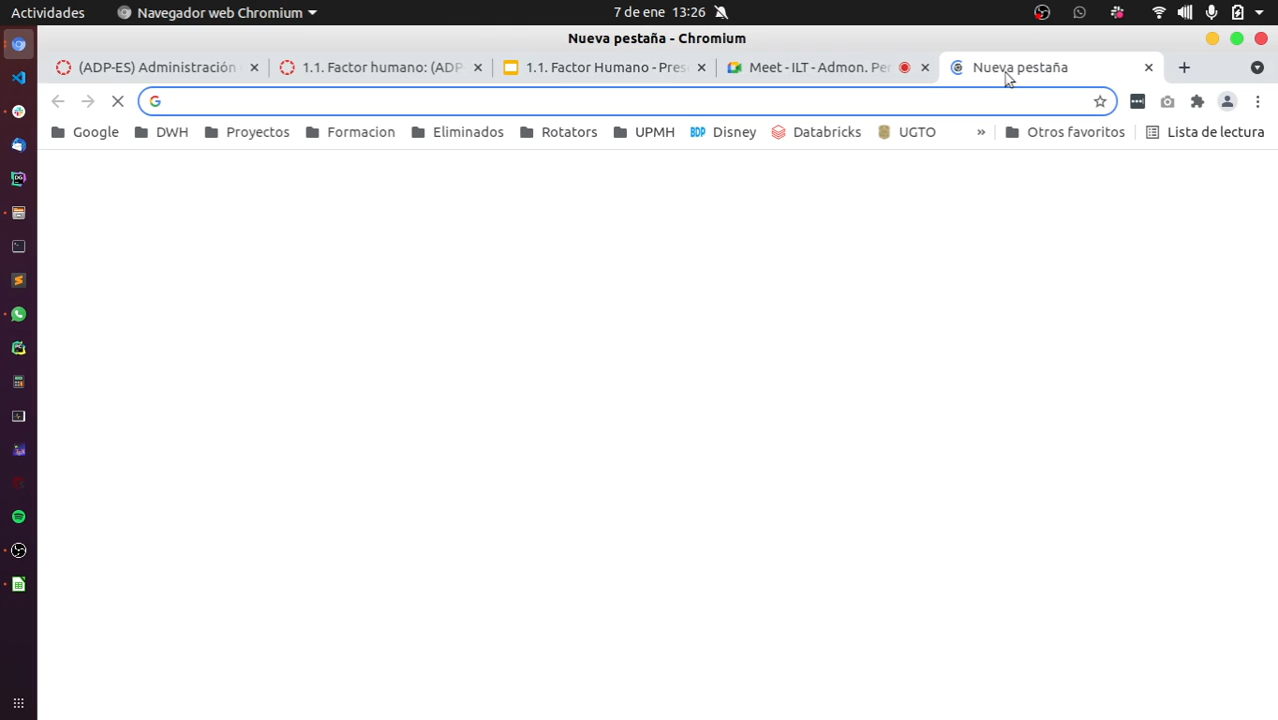 Actividades Navegador web Chromium 7 de ene 13:26
Nueva pestaña - Chromium
(ADP-ES) Administración 1.1. Factor humano: (ADP- 1.1. Factor Humano - Prese Meet - ILT - Admon. Per Nueva pestaña
Google DWH Proyectos Formacion Eliminados Rotators UPMH BDP Disney Databricks UGTO » Otros favoritos Lista de lectura